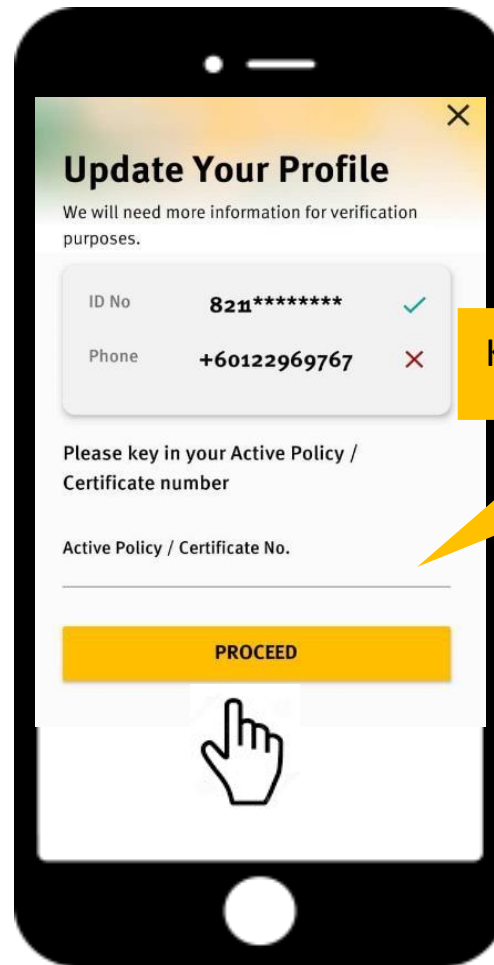 Update Your Profile
We will need more information for verification
purposes.
ID No 8211********
Phone +60122969767
Please key in your Active Policy /
Certificate number
Active Policy / Certificate No.
PROCEED